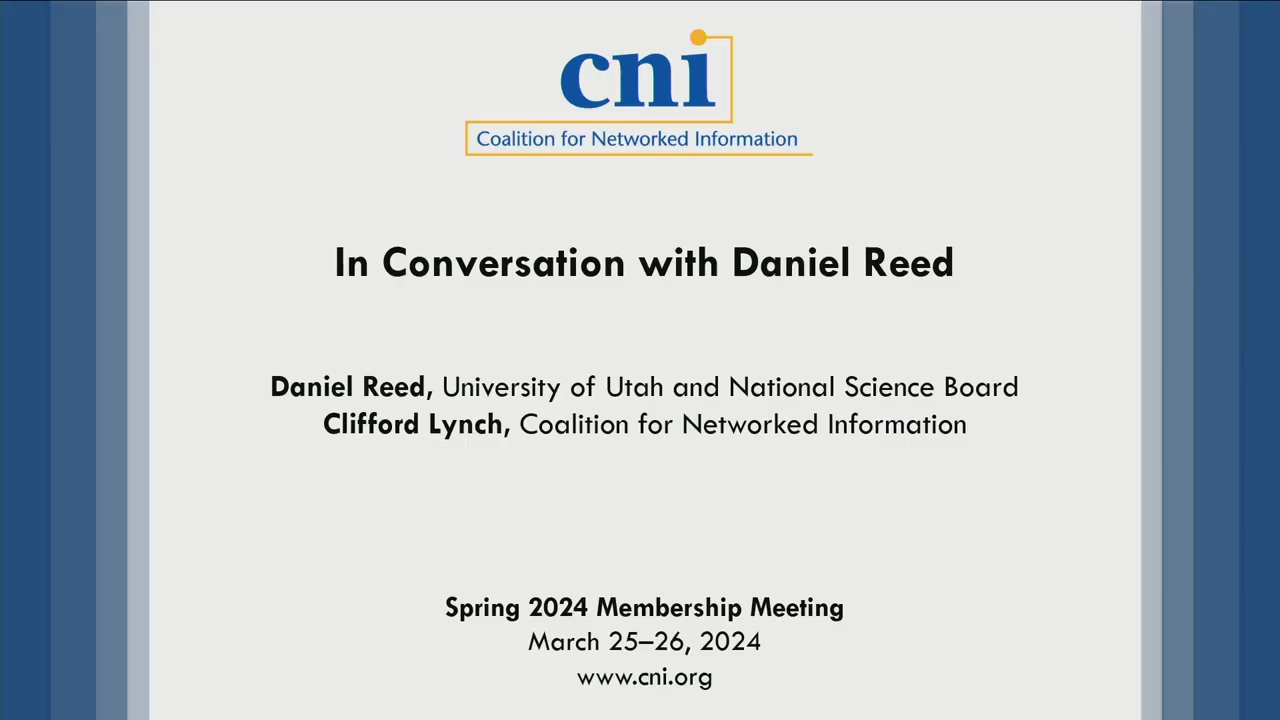 cni
Coalition for Networked Information
In Conversation with Daniel Reed
Daniel Reed, University of Utah and National Science Board
Clifford Lynch, Coalition for Networked Information
Spring 2024 Membership Meeting
March 25–26, 2024
www.cni.org